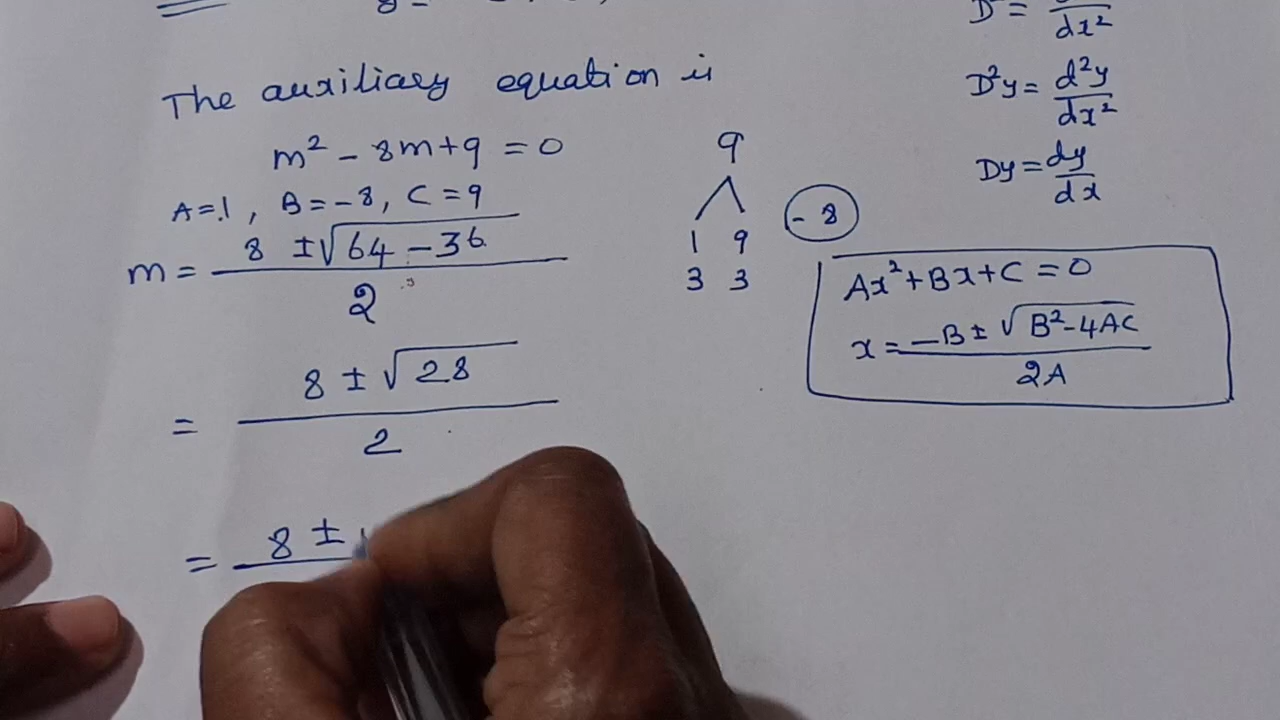 The auxiliary equation is
m² - 8m + 9 = 0
A = 1, B = -8, C = 9
m = 8 ± √64 - 36 / 2
= 8 ± √28 / 2
= 8 ±
9
1 9
3 3
- 8
D² =
dx²
D²y = d²y / dx²
Dy = dy / dx
Ax² + Bx + C = 0
x = -B ± √B² - 4AC / 2A